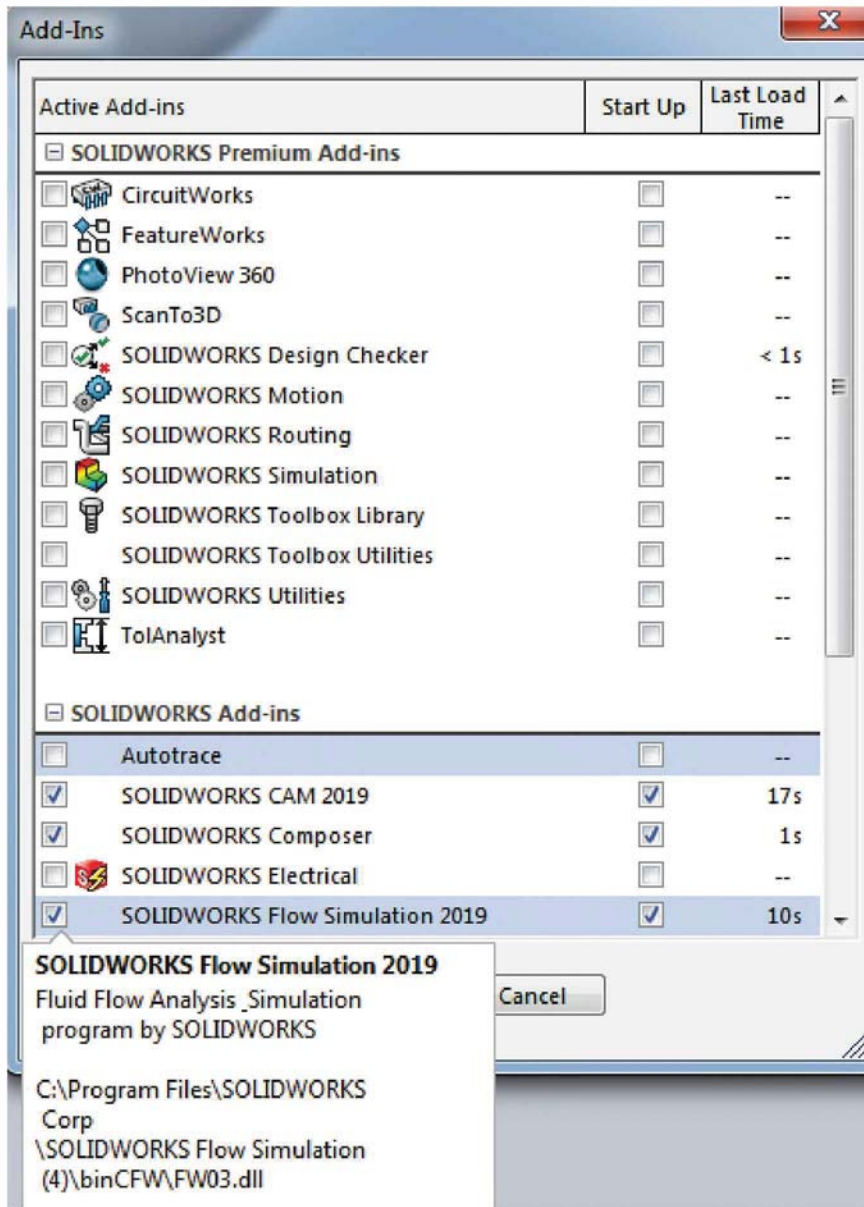 Add-Ins
Active Add-ins Start Up Last Load Time
SOLIDWORKS Premium Add-ins
CircuitWorks --
FeatureWorks --
PhotoView 360 --
ScanTo3D --
SOLIDWORKS Design Checker < 1s
SOLIDWORKS Motion --
SOLIDWORKS Routing --
SOLIDWORKS Simulation --
SOLIDWORKS Toolbox Library --
SOLIDWORKS Toolbox Utilities --
SOLIDWORKS Utilities --
TolAnalyst --
SOLIDWORKS Add-ins
Autotrace --
SOLIDWORKS CAM 2019 17s
SOLIDWORKS Composer 1s
SOLIDWORKS Electrical --
SOLIDWORKS Flow Simulation 2019 10s
SOLIDWORKS Flow Simulation 2019
Fluid Flow Analysis _Simulation
program by SOLIDWORKS
C:\Program Files\SOLIDWORKS
Corp
\SOLIDWORKS Flow Simulation
(4)\binCFW\FW03.dll
Cancel